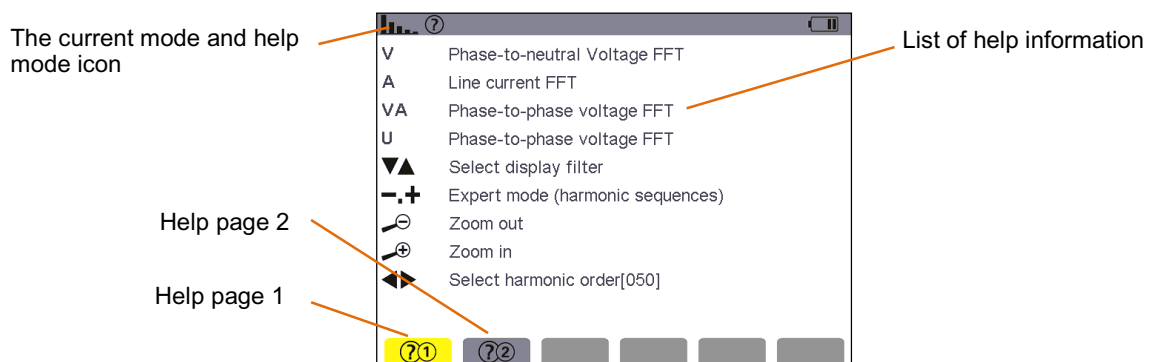 The current mode and help
mode icon
?
V Phase-to-neutral Voltage FFT
A Line current FFT
VA Phase-to-phase voltage FFT
U Phase-to-phase voltage FFT
▼▲ Select display filter
−.+ Expert mode (harmonic sequences)
Zoom out
Zoom in
◀▶ Select harmonic order[050]
List of help information
Help page 2
Help page 1
?1 ?2